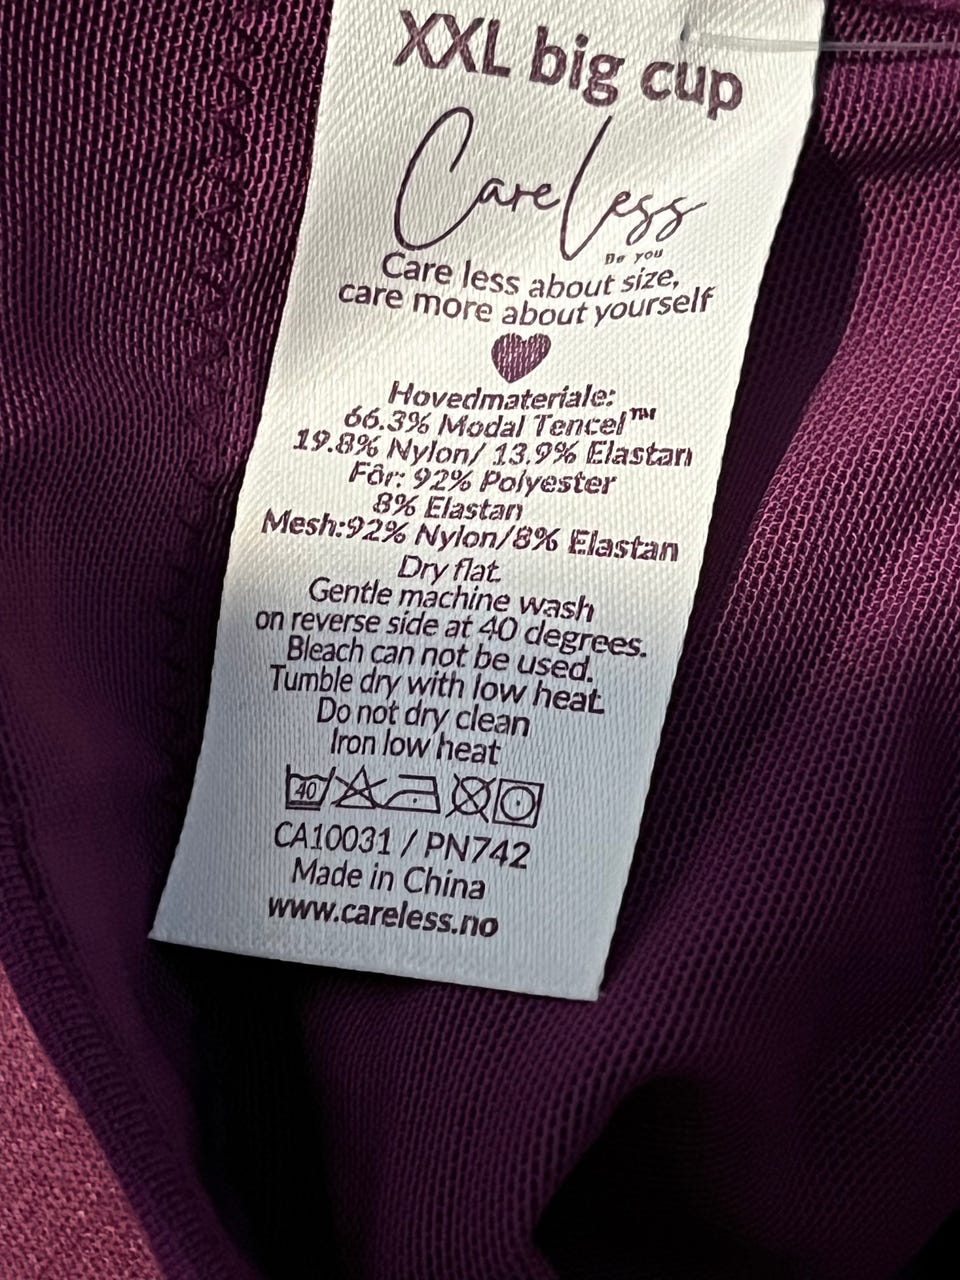 XXL big cup
CareLess
Be you
Care less about size,
care more about yourself
Hovedmateriale:
66.3% Modal Tencel™
19.8% Nylon/ 13.9% Elastan
Fôr: 92% Polyester
8% Elastan
Mesh:92% Nylon/8% Elastan
Dry flat.
Gentle machine wash
on reverse side at 40 degrees.
Bleach can not be used.
Tumble dry with low heat.
Do not dry clean
Iron low heat
40
CA10031 / PN742
Made in China
www.careless.no